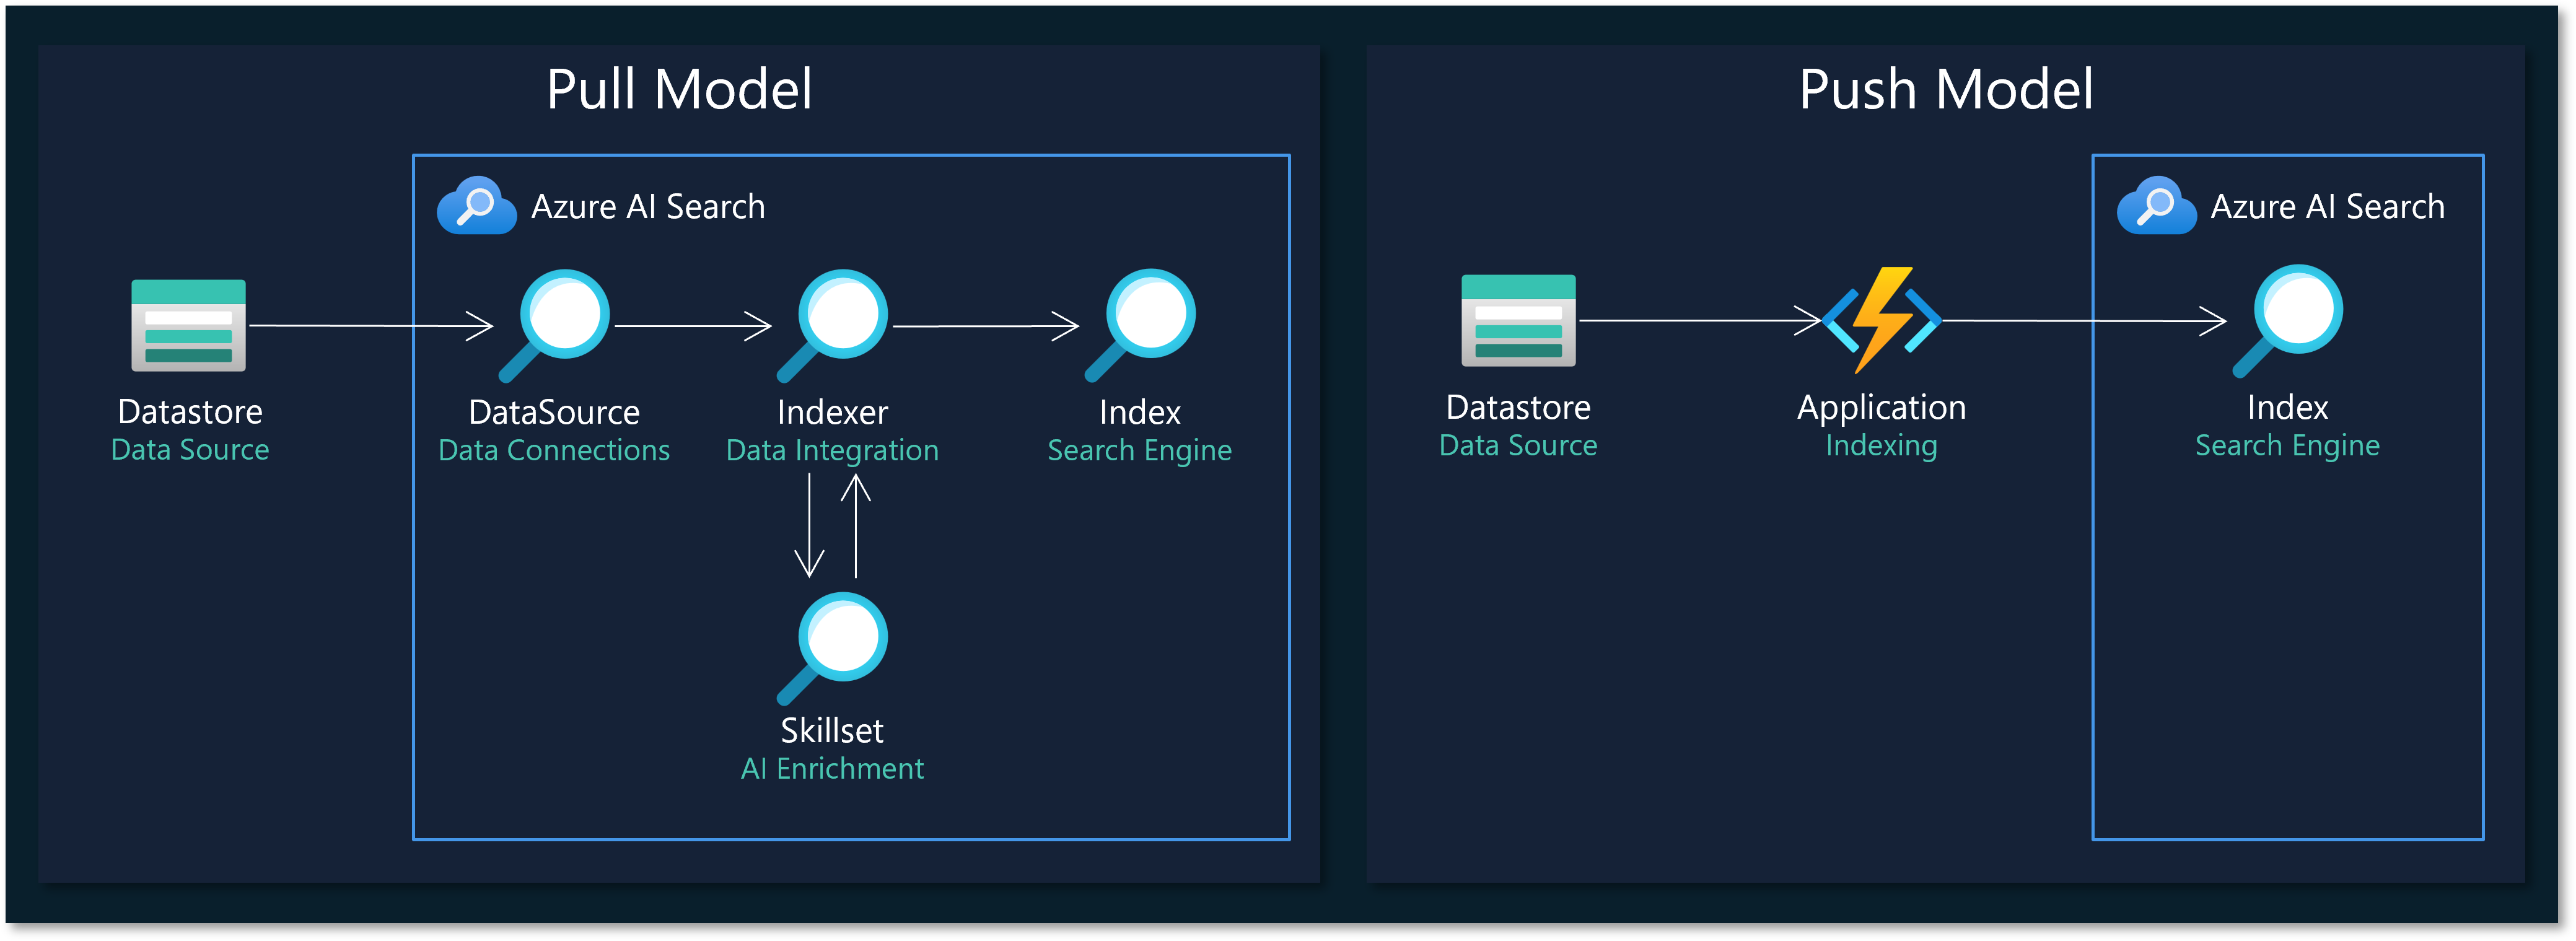 Pull Model
Azure AI Search
Datastore
Data Source
DataSource
Data Connections
Indexer
Data Integration
Index
Search Engine
Skillset
AI Enrichment
Push Model
Azure AI Search
Datastore
Data Source
Application
Indexing
Index
Search Engine